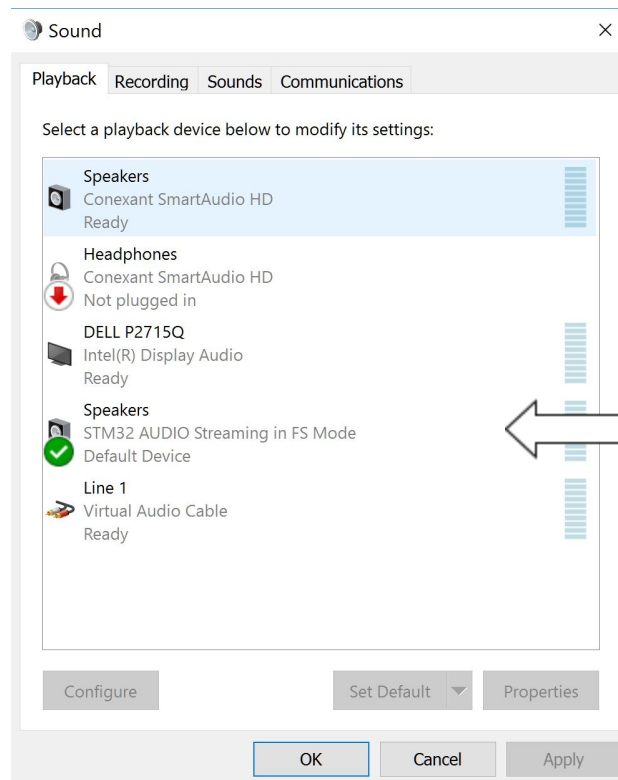 Sound
Playback Recording Sounds Communications
Select a playback device below to modify its settings:
Speakers
Conexant SmartAudio HD
Ready
Headphones
Conexant SmartAudio HD
Not plugged in
DELL P2715Q
Intel(R) Display Audio
Ready
Speakers
STM32 AUDIO Streaming in FS Mode
Default Device
Line 1
Virtual Audio Cable
Ready
Configure Set Default Properties
OK Cancel Apply